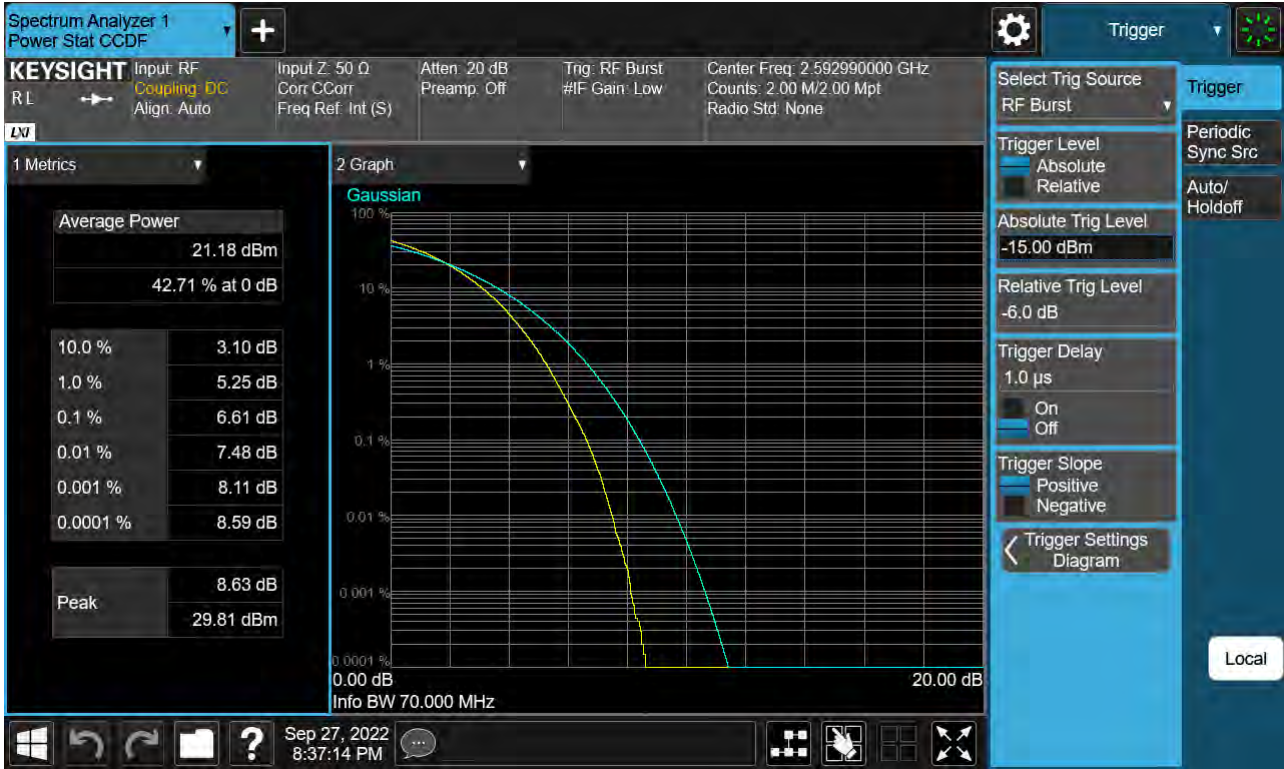 Spectrum Analyzer 1
Power Stat CCDF
Trigger
KEYSIGHT
R L
LXI
Input: RF
Coupling: DC
Align: Auto
Input Z: 50 Ω
Corr CCorr
Freq Ref: Int (S)
Atten: 20 dB
Preamp: Off
Trig: RF Burst
#IF Gain: Low
Center Freq: 2.592990000 GHz
Counts: 2.00 M/2.00 Mpt
Radio Std: None
1 Metrics
Average Power
21.18 dBm
42.71 % at 0 dB
10.0 % 3.10 dB
1.0 % 5.25 dB
0.1 % 6.61 dB
0.01 % 7.48 dB
0.001 % 8.11 dB
0.0001 % 8.59 dB
Peak
8.63 dB
29.81 dBm
2 Graph
Gaussian
100 %
10 %
1 %
0.1 %
0.01 %
0.001 %
0.0001 %
0.00 dB 20.00 dB
Info BW 70.000 MHz
Select Trig Source
RF Burst
Trigger Level
Absolute
Relative
Absolute Trig Level
-15.00 dBm
Relative Trig Level
-6.0 dB
Trigger Delay
1.0 µs
On
Off
Trigger Slope
Positive
Negative
Trigger Settings
Diagram
Trigger
Periodic
Sync Src
Auto/
Holdoff
Local
?
Sep 27, 2022
8:37:14 PM